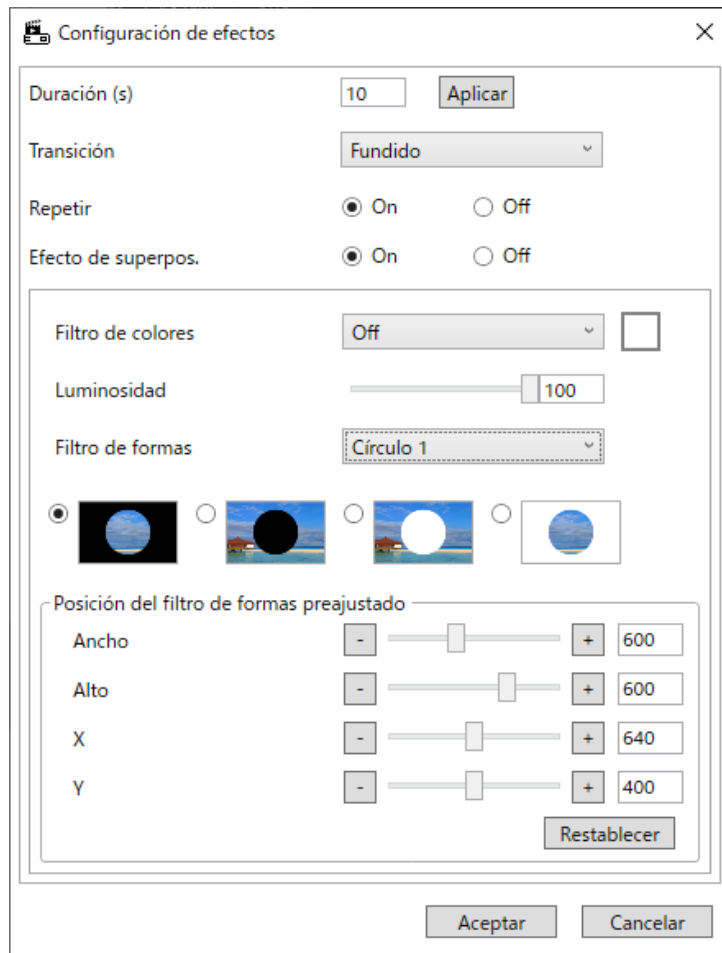 Configuración de efectos
Duración (s) 10 Aplicar
Transición Fundido
Repetir On Off
Efecto de superpos. On Off
Filtro de colores Off
Luminosidad 100
Filtro de formas Círculo 1
Posición del filtro de formas preajustado
Ancho - + 600
Alto - + 600
X - + 640
Y - + 400
Restablecer
Aceptar Cancelar